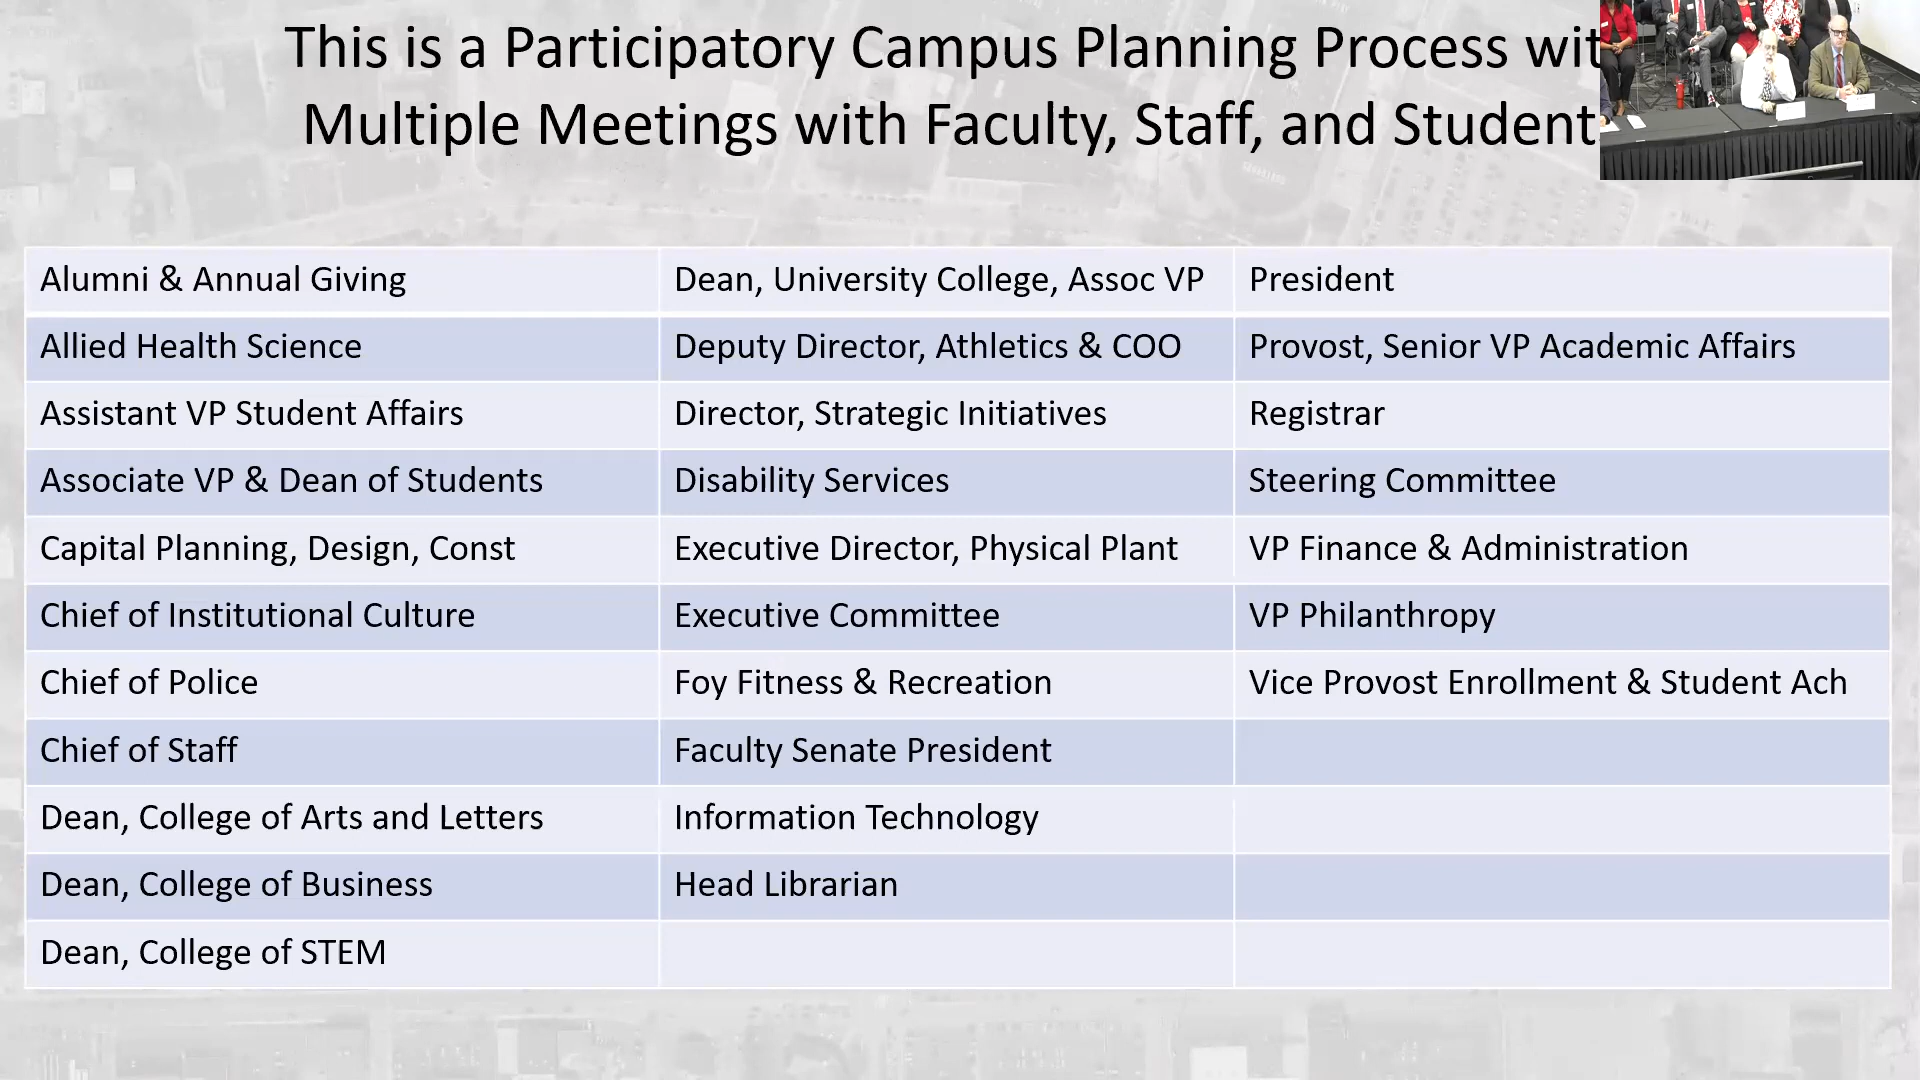 This is a Participatory Campus Planning Process wit
Multiple Meetings with Faculty, Staff, and Student
Alumni & Annual Giving
Dean, University College, Assoc VP
President
Allied Health Science
Deputy Director, Athletics & COO
Provost, Senior VP Academic Affairs
Assistant VP Student Affairs
Director, Strategic Initiatives
Registrar
Associate VP & Dean of Students
Disability Services
Steering Committee
Capital Planning, Design, Const
Executive Director, Physical Plant
VP Finance & Administration
Chief of Institutional Culture
Executive Committee
VP Philanthropy
Chief of Police
Foy Fitness & Recreation
Vice Provost Enrollment & Student Ach
Chief of Staff
Faculty Senate President
Dean, College of Arts and Letters
Information Technology
Dean, College of Business
Head Librarian
Dean, College of STEM